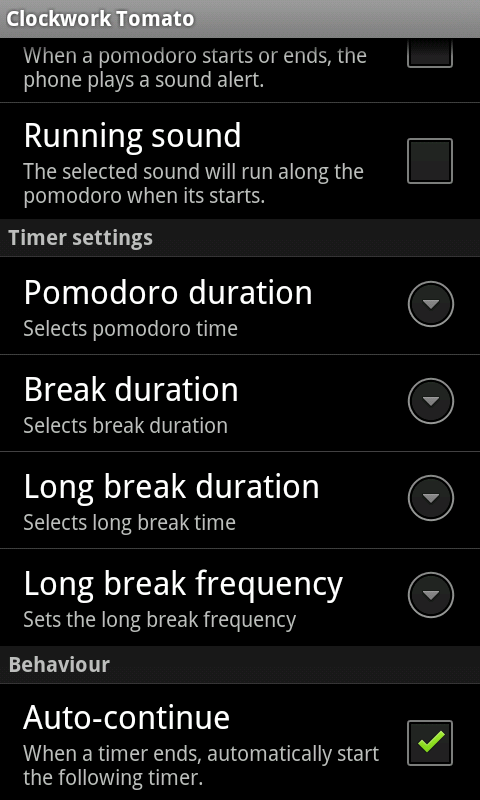 Clockwork Tomato
When a pomodoro starts or ends, the
phone plays a sound alert.
Running sound
The selected sound will run along the
pomodoro when its starts.
Timer settings
Pomodoro duration
Selects pomodoro time
Break duration
Selects break duration
Long break duration
Selects long break time
Long break frequency
Sets the long break frequency
Behaviour
Auto-continue
When a timer ends, automatically start
the following timer.